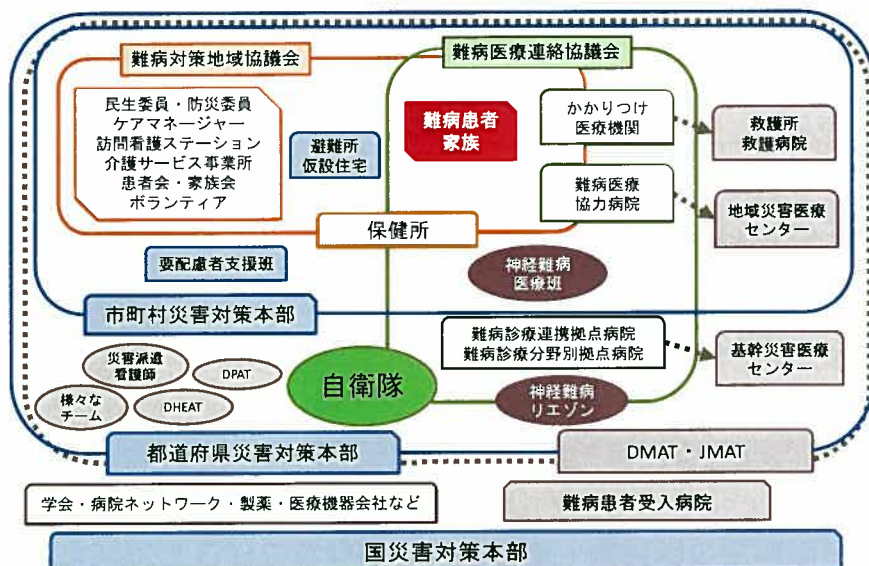 難病対策地域協議会
難病医療連絡協議会
民生委員・防災委員
ケアマネージャー
訪問看護ステーション
介護サービス事業所
患者会・家族会
ボランティア
避難所
仮設住宅
難病患者
家族
かかりつけ
医療機関
救護所
救護病院
難病医療
協力病院
地域災害医療
センター
保健所
要配慮者支援班
神経難病
医療班
市町村災害対策本部
難病診療連携拠点病院
難病診療分野別拠点病院
基幹災害医療
センター
災害派遣
看護師
DPAT
様々な
チーム
DHEAT
自衛隊
神経難病
リエゾン
都道府県災害対策本部
DMAT・JMAT
学会・病院ネットワーク・製薬・医療機器会社など
難病患者受入病院
国災害対策本部